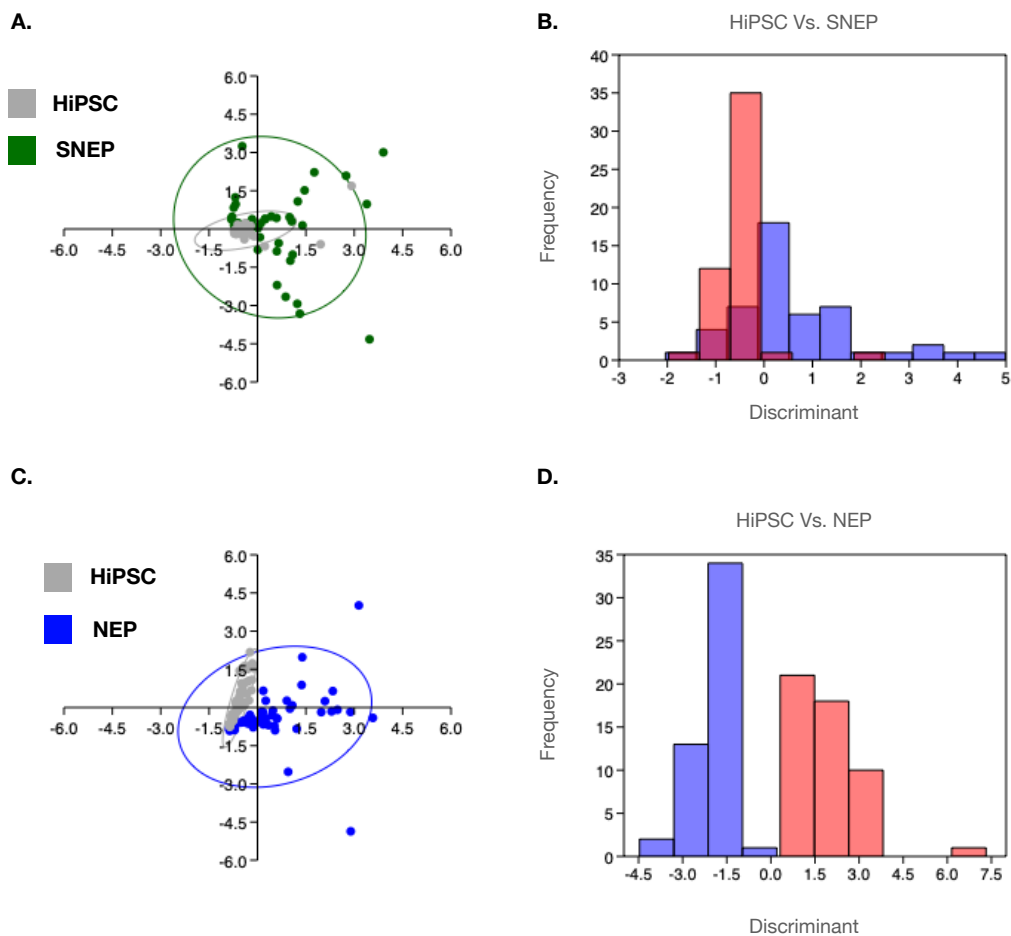 A.
HiPSC
SNEP
6.0
4.5
3.0
1.5
-6.0 -4.5 -3.0 -1.5 1.5 3.0 4.5 6.0
-1.5
-3.0
-4.5
-6.0
B.
HiPSC Vs. SNEP
Frequency
40
35
30
25
20
15
10
5
0
-3 -2 -1 0 1 2 3 4 5
Discriminant
C.
HiPSC
NEP
6.0
4.5
3.0
1.5
-6.0 -4.5 -3.0 -1.5 1.5 3.0 4.5 6.0
-1.5
-3.0
-4.5
-6.0
D.
HiPSC Vs. NEP
Frequency
35
30
25
20
15
10
5
0
-4.5 -3.0 -1.5 0.0 1.5 3.0 4.5 6.0 7.5
Discriminant